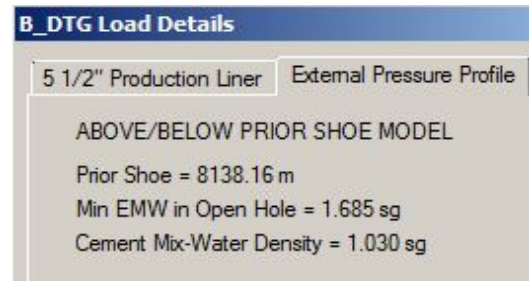 B_DTG Load Details
5 1/2" Production Liner
External Pressure Profile
ABOVE/BELOW PRIOR SHOE MODEL
Prior Shoe = 8138.16 m
Min EMW in Open Hole = 1.685 sg
Cement Mix-Water Density = 1.030 sg